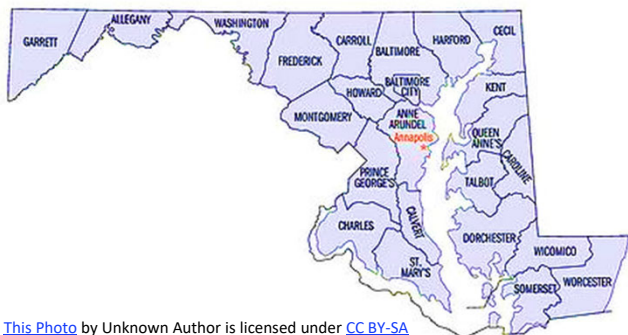 GARRETT
ALLEGANY
WASHINGTON
FREDERICK
CARROLL
BALTIMORE
HARFORD
CECIL
BALTIMORE
CITY
HOWARD
KENT
MONTGOMERY
ANNE
ARUNDEL
Annapolis
*
QUEEN
ANNE'S
CAROLINE
PRINCE
GEORGE'S
TALBOT
CALVERT
CHARLES
DORCHESTER
ST.
MARY'S
WICOMICO
SOMERSET
WORCESTER
This Photo by Unknown Author is licensed under CC BY-SA